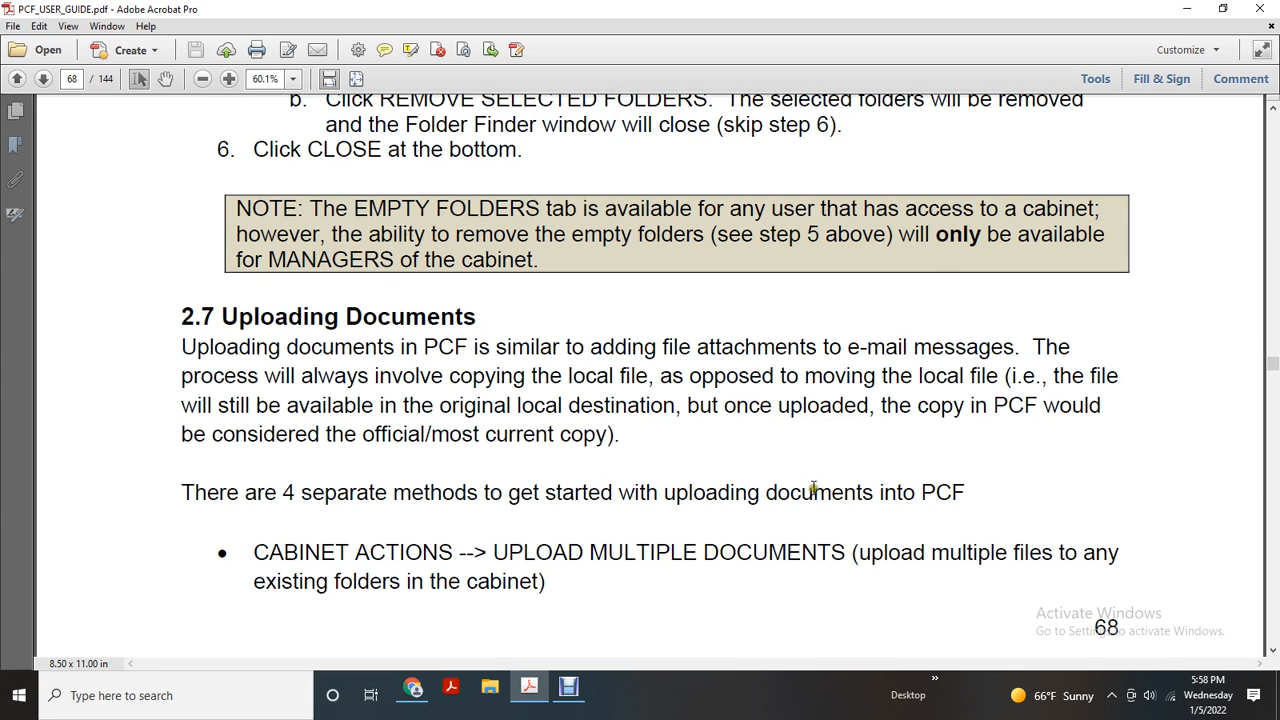 PCF_USER_GUIDE.pdf - Adobe Acrobat Pro
File Edit View Window Help
Open Create Customize
68 / 144 60.1% Tools Fill & Sign Comment
b. Click REMOVE SELECTED FOLDERS. The selected folders will be removed
and the Folder Finder window will close (skip step 6).
6. Click CLOSE at the bottom.
NOTE: The EMPTY FOLDERS tab is available for any user that has access to a cabinet;
however, the ability to remove the empty folders (see step 5 above) will only be available
for MANAGERS of the cabinet.
2.7 Uploading Documents
Uploading documents in PCF is similar to adding file attachments to e-mail messages. The
process will always involve copying the local file, as opposed to moving the local file (i.e., the file
will still be available in the original local destination, but once uploaded, the copy in PCF would
be considered the official/most current copy).
There are 4 separate methods to get started with uploading documents into PCF
• CABINET ACTIONS --> UPLOAD MULTIPLE DOCUMENTS (upload multiple files to any
existing folders in the cabinet)
Activate Windows
68
Go to Settings to activate Windows.
8.50 x 11.00 in
Type here to search
Desktop
66°F Sunny
5:58 PM
Wednesday
1/5/2022